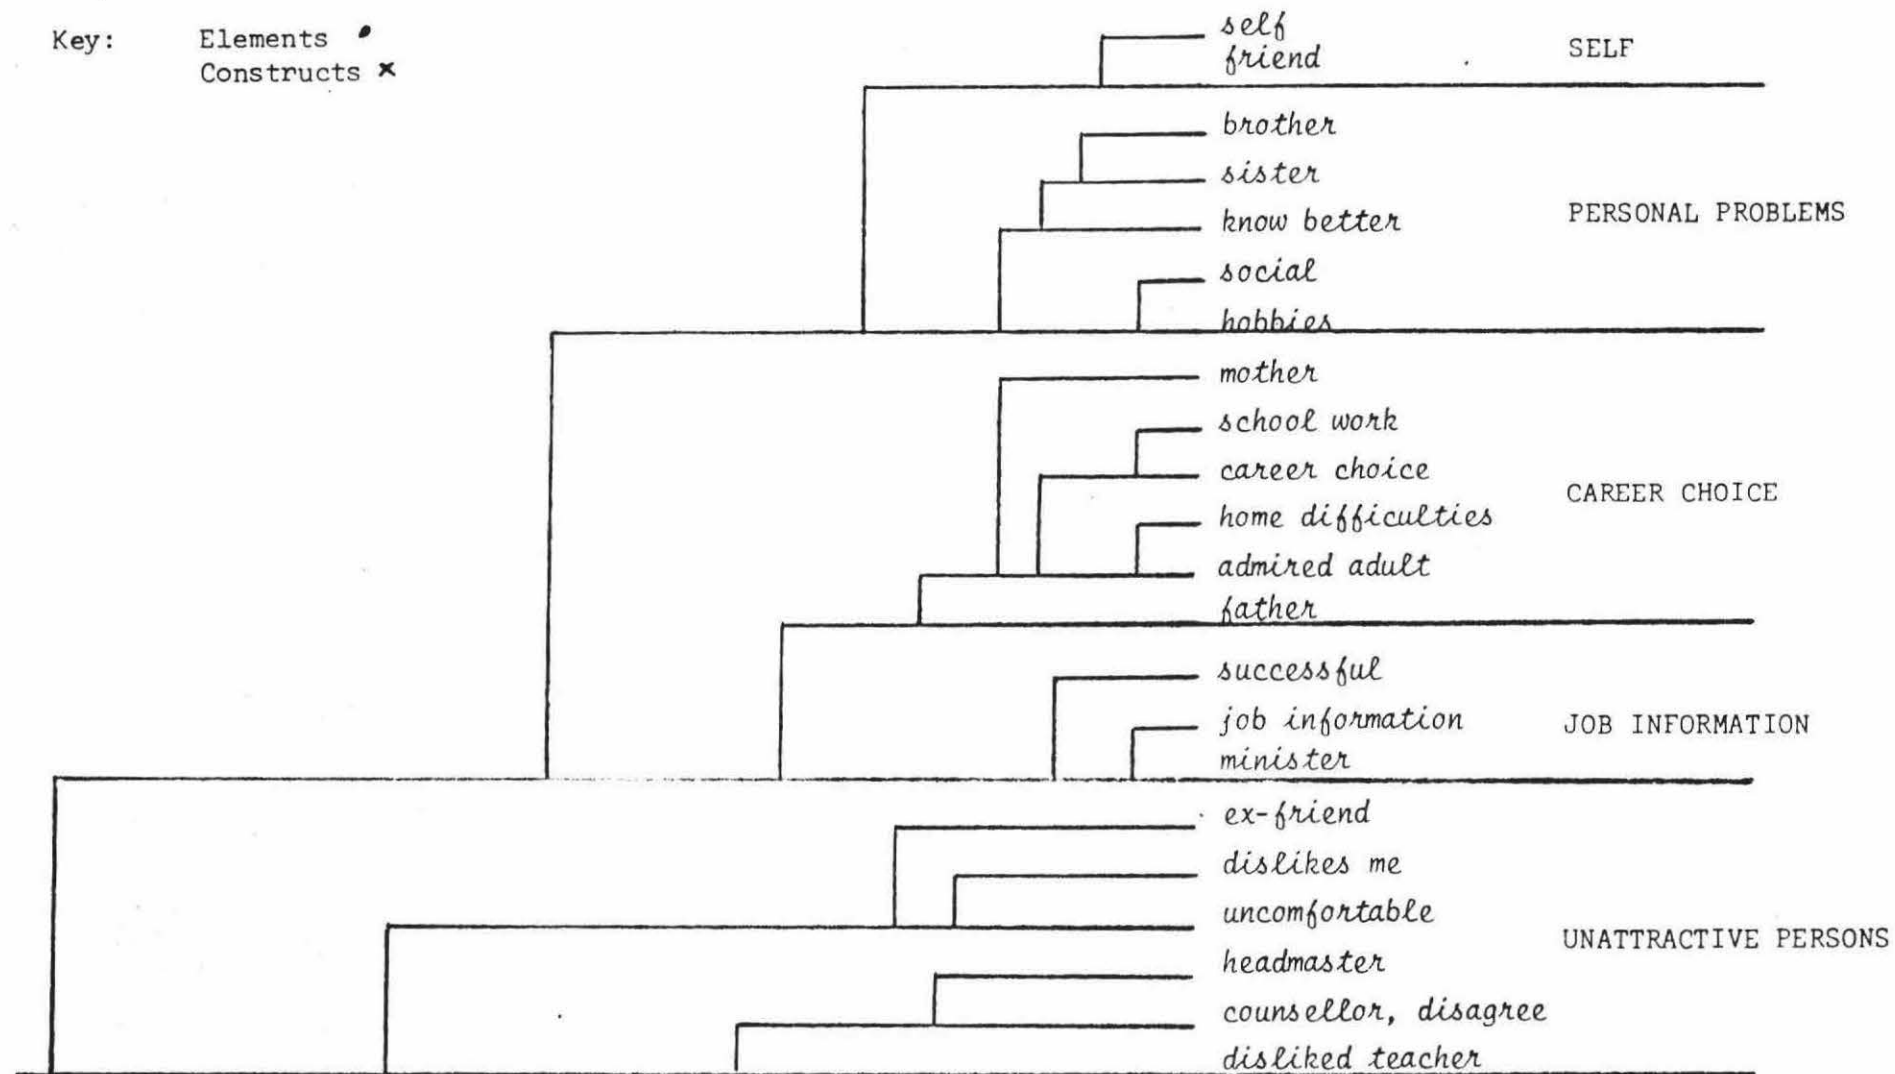 Key: Elements
Constructs ×
self
friend
SELF
brother
sister
know better
PERSONAL PROBLEMS
social
hobbies
mother
school work
career choice
CAREER CHOICE
home difficulties
admired adult
father
successful
job information
JOB INFORMATION
minister
ex-friend
dislikes me
uncomfortable
UNATTRACTIVE PERSONS
headmaster
counsellor, disagree
disliked teacher